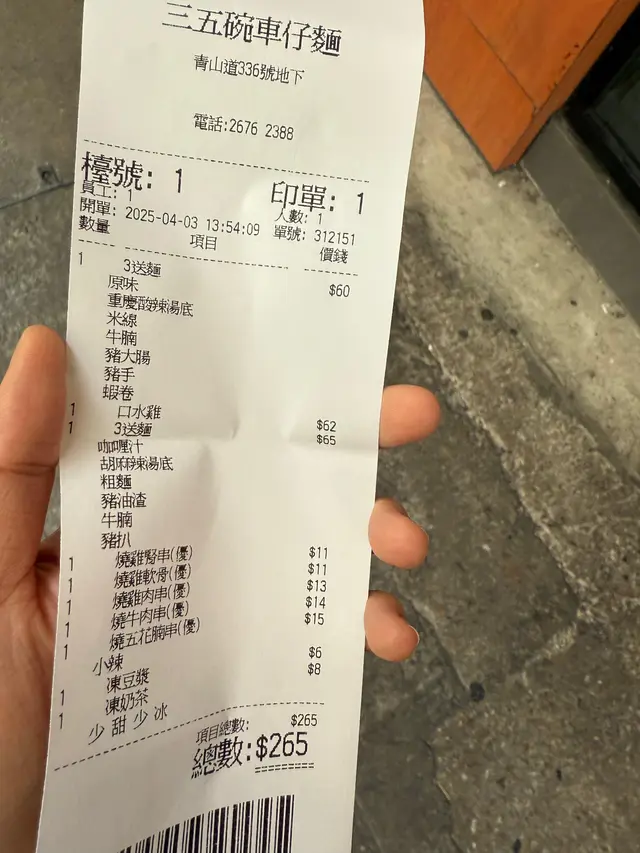 三五碗車仔麵
青山道336號地下
電話:2676 2388
檯號: 1 印單: 1
員工: 1 人數: 1
開單: 2025-04-03 13:54:09 單號: 312151
數量 項目 價錢
1 3送麵 $60
原味
重慶酸辣湯底
米線
牛腩
豬大腸
豬手
蝦卷
1 口水雞 $62
1 3送麵 $65
咖喱汁
胡麻辣湯底
粗麵
豬油渣
牛腩
豬扒
1 燒雞腎串(優) $11
1 燒雞軟骨(優) $11
1 燒雞肉串(優) $13
1 燒牛肉串(優) $14
1 燒五花腩串(優) $15
小辣
1 凍豆漿 $6
1 凍奶茶 $8
少 甜 少 冰
項目總數: $265
總數:$265